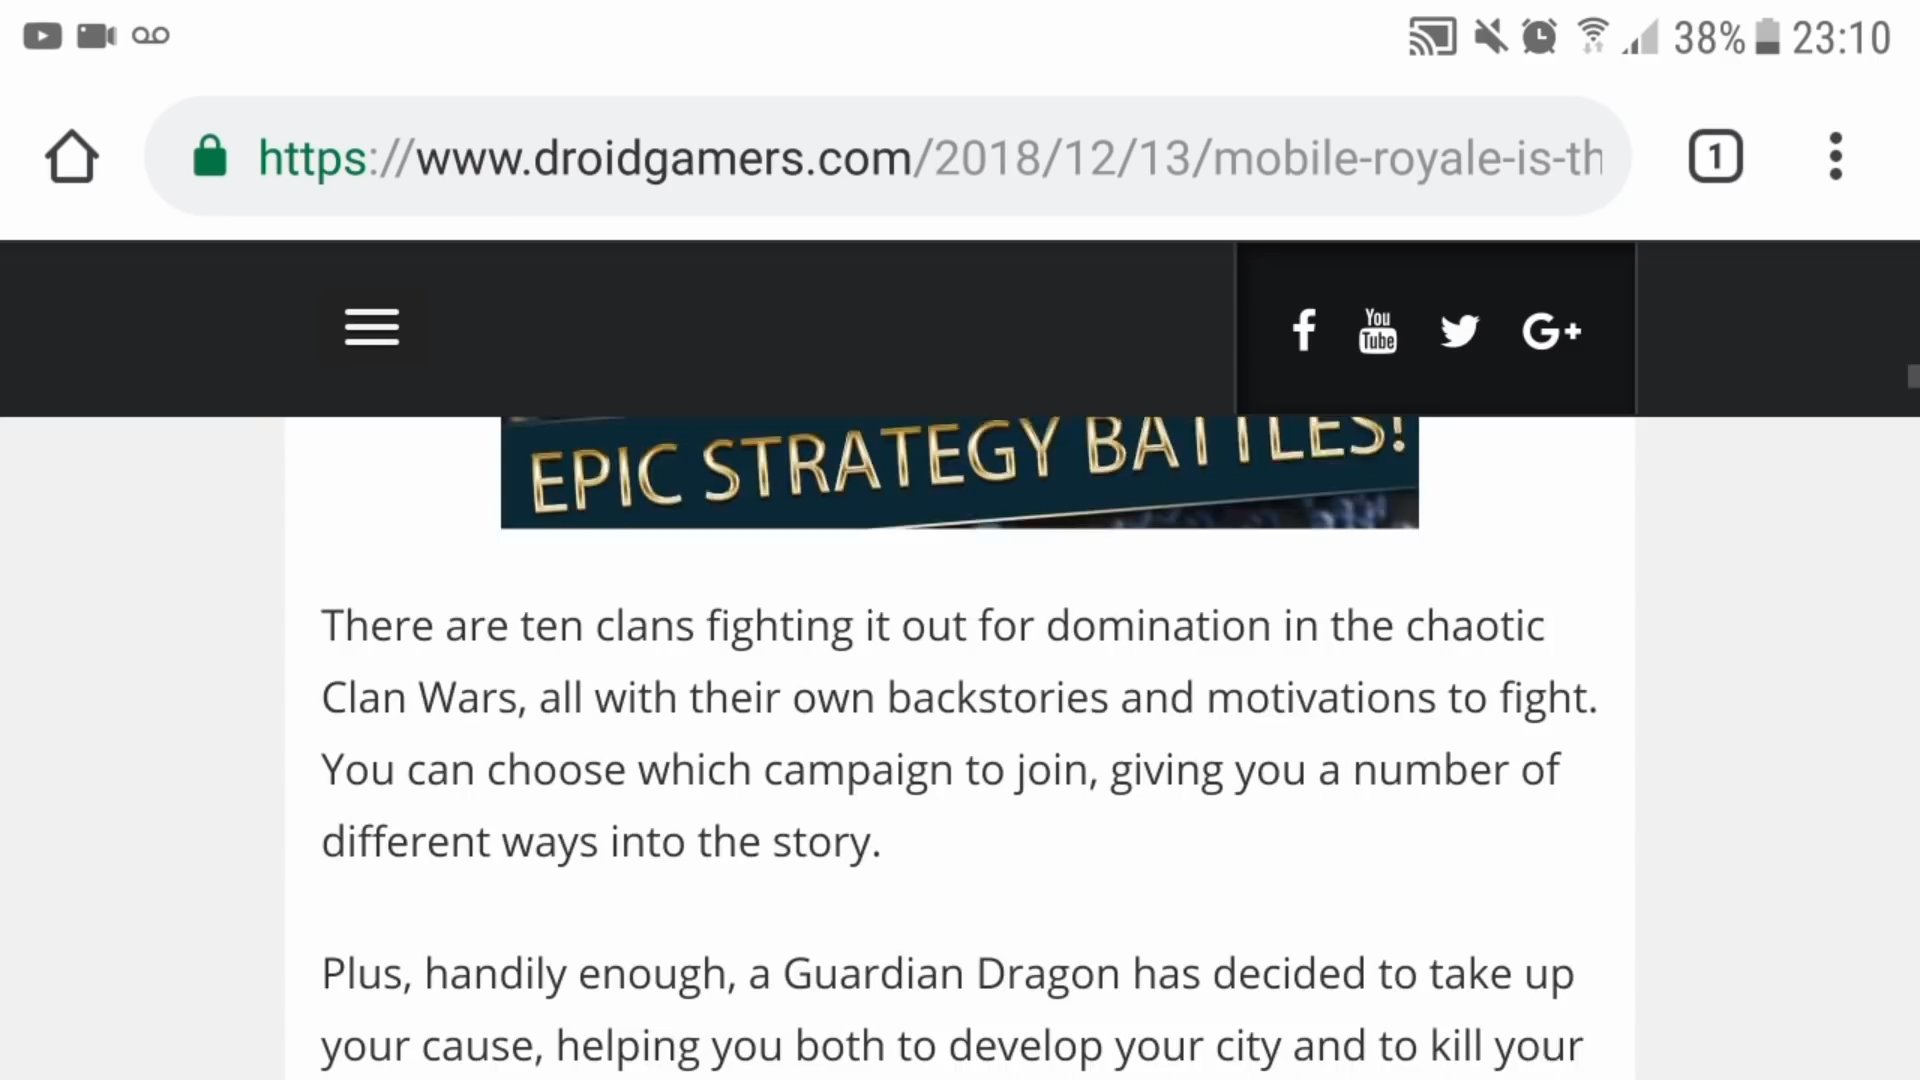 38% 23:10
https://www.droidgamers.com/2018/12/13/mobile-royale-is-th
1
f You Tube G+
EPIC STRATEGY BATTLES!
There are ten clans fighting it out for domination in the chaotic
Clan Wars, all with their own backstories and motivations to fight.
You can choose which campaign to join, giving you a number of
different ways into the story.
Plus, handily enough, a Guardian Dragon has decided to take up
your cause, helping you both to develop your city and to kill your